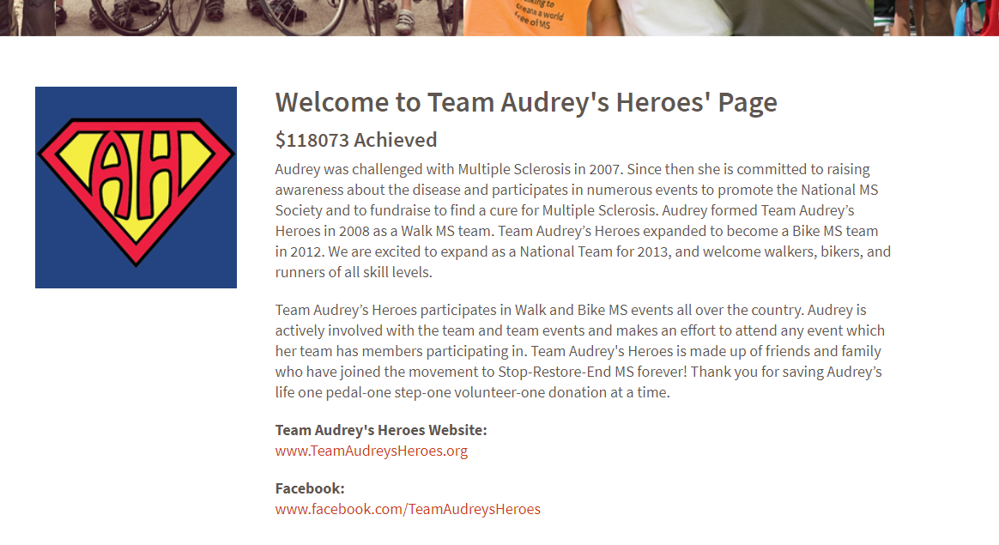 king to
create a world
free of MS
AH
Welcome to Team Audrey's Heroes' Page
$118073 Achieved
Audrey was challenged with Multiple Sclerosis in 2007. Since then she is committed to raising
awareness about the disease and participates in numerous events to promote the National MS
Society and to fundraise to find a cure for Multiple Sclerosis. Audrey formed Team Audrey’s
Heroes in 2008 as a Walk MS team. Team Audrey’s Heroes expanded to become a Bike MS team
in 2012. We are excited to expand as a National Team for 2013, and welcome walkers, bikers, and
runners of all skill levels.
Team Audrey’s Heroes participates in Walk and Bike MS events all over the country. Audrey is
actively involved with the team and team events and makes an effort to attend any event which
her team has members participating in. Team Audrey's Heroes is made up of friends and family
who have joined the movement to Stop-Restore-End MS forever! Thank you for saving Audrey’s
life one pedal-one step-one volunteer-one donation at a time.
Team Audrey's Heroes Website:
www.TeamAudreysHeroes.org
Facebook:
www.facebook.com/TeamAudreysHeroes